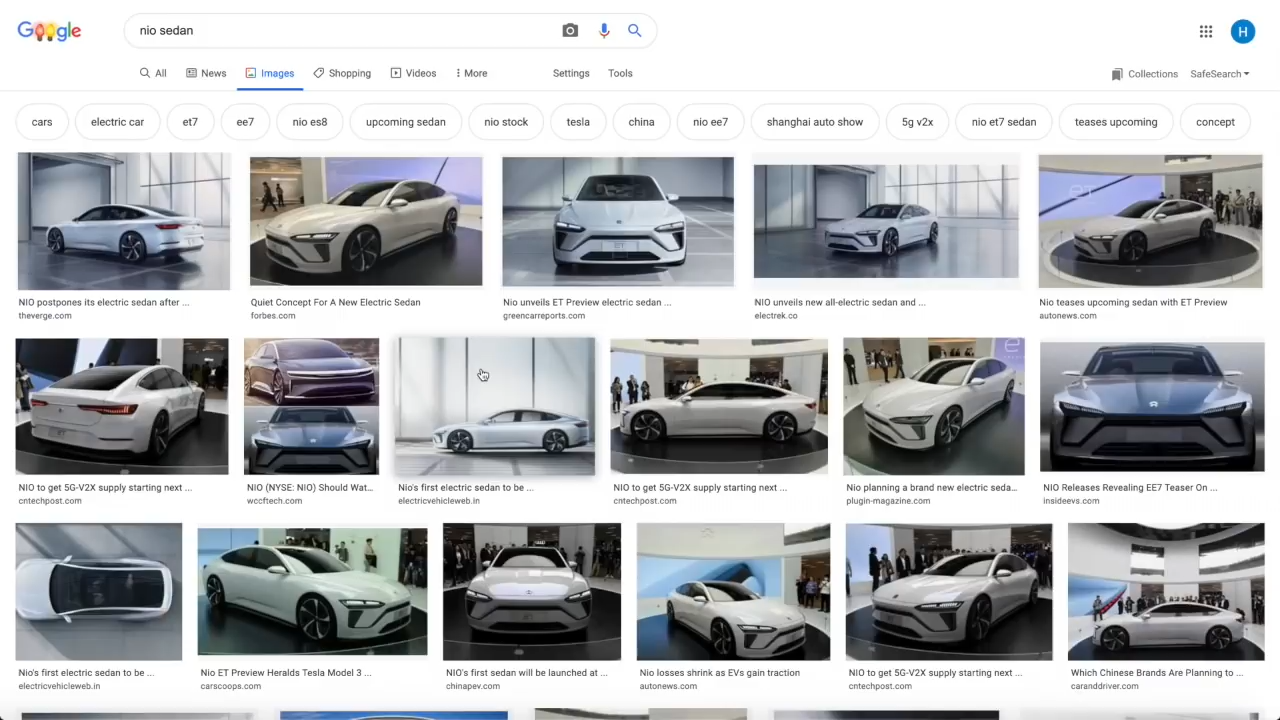 Google
nio sedan
H
All
News
Images
Shopping
Videos
More
Settings
Tools
Collections
SafeSearch
cars
electric car
et7
ee7
nio es8
upcoming sedan
nio stock
tesla
china
nio ee7
shanghai auto show
5g v2x
nio et7 sedan
teases upcoming
concept
NIO postpones its electric sedan after ...
theverge.com
Quiet Concept For A New Electric Sedan
forbes.com
Nio unveils ET Preview electric sedan ...
greencarreports.com
NIO unveils new all-electric sedan and ...
electrek.co
Nio teases upcoming sedan with ET Preview
autonews.com
NIO to get 5G-V2X supply starting next ...
cntechpost.com
NIO (NYSE: NIO) Should Wat...
wccftech.com
Nio's first electric sedan to be ...
electricvehicleweb.in
NIO to get 5G-V2X supply starting next ...
cntechpost.com
Nio planning a brand new electric seda...
plugin-magazine.com
NIO Releases Revealing EE7 Teaser On ...
insideevs.com
Nio's first electric sedan to be ...
electricvehicleweb.in
Nio ET Preview Heralds Tesla Model 3 ...
carscoops.com
NIO's first sedan will be launched at ...
chinapev.com
Nio losses shrink as EVs gain traction
autonews.com
NIO to get 5G-V2X supply starting next ...
cntechpost.com
Which Chinese Brands Are Planning to ...
caranddriver.com